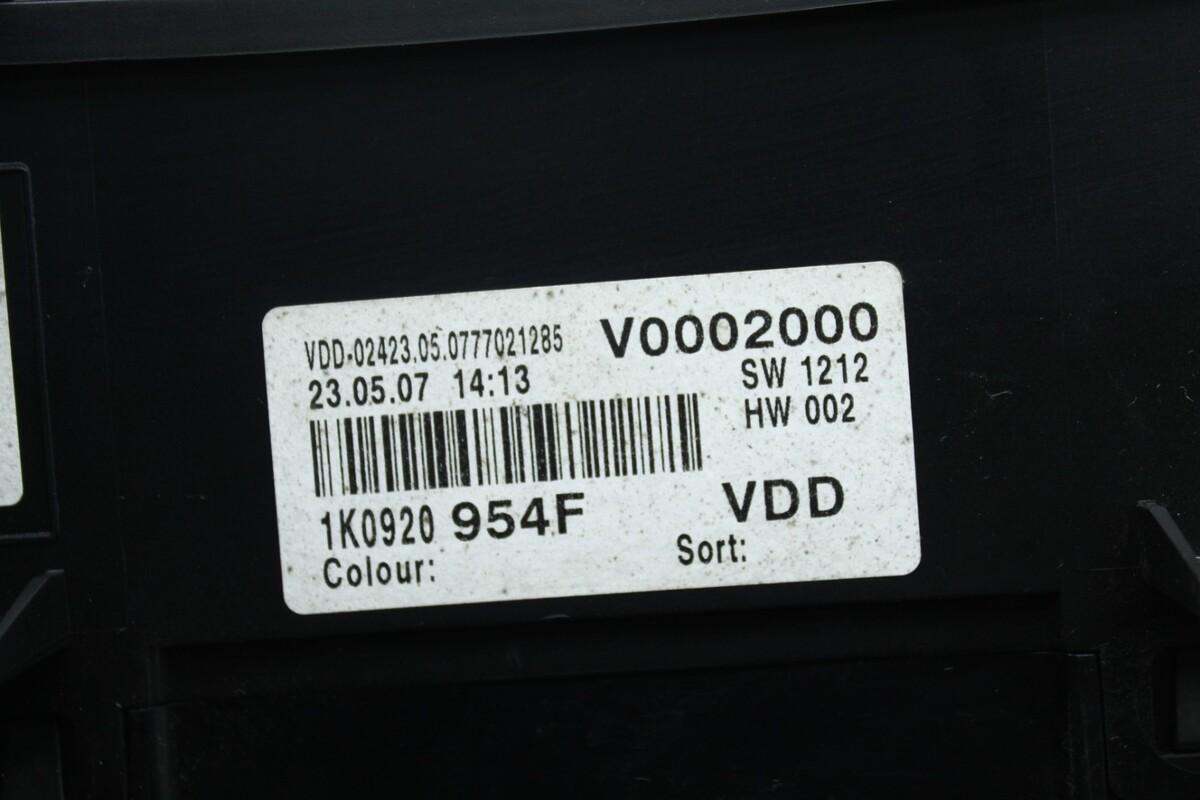 VDD-02423.05.0777021285 V0002000
23.05.07 14:13 SW 1212
HW 002
1K0920 954F VDD
Colour: Sort: